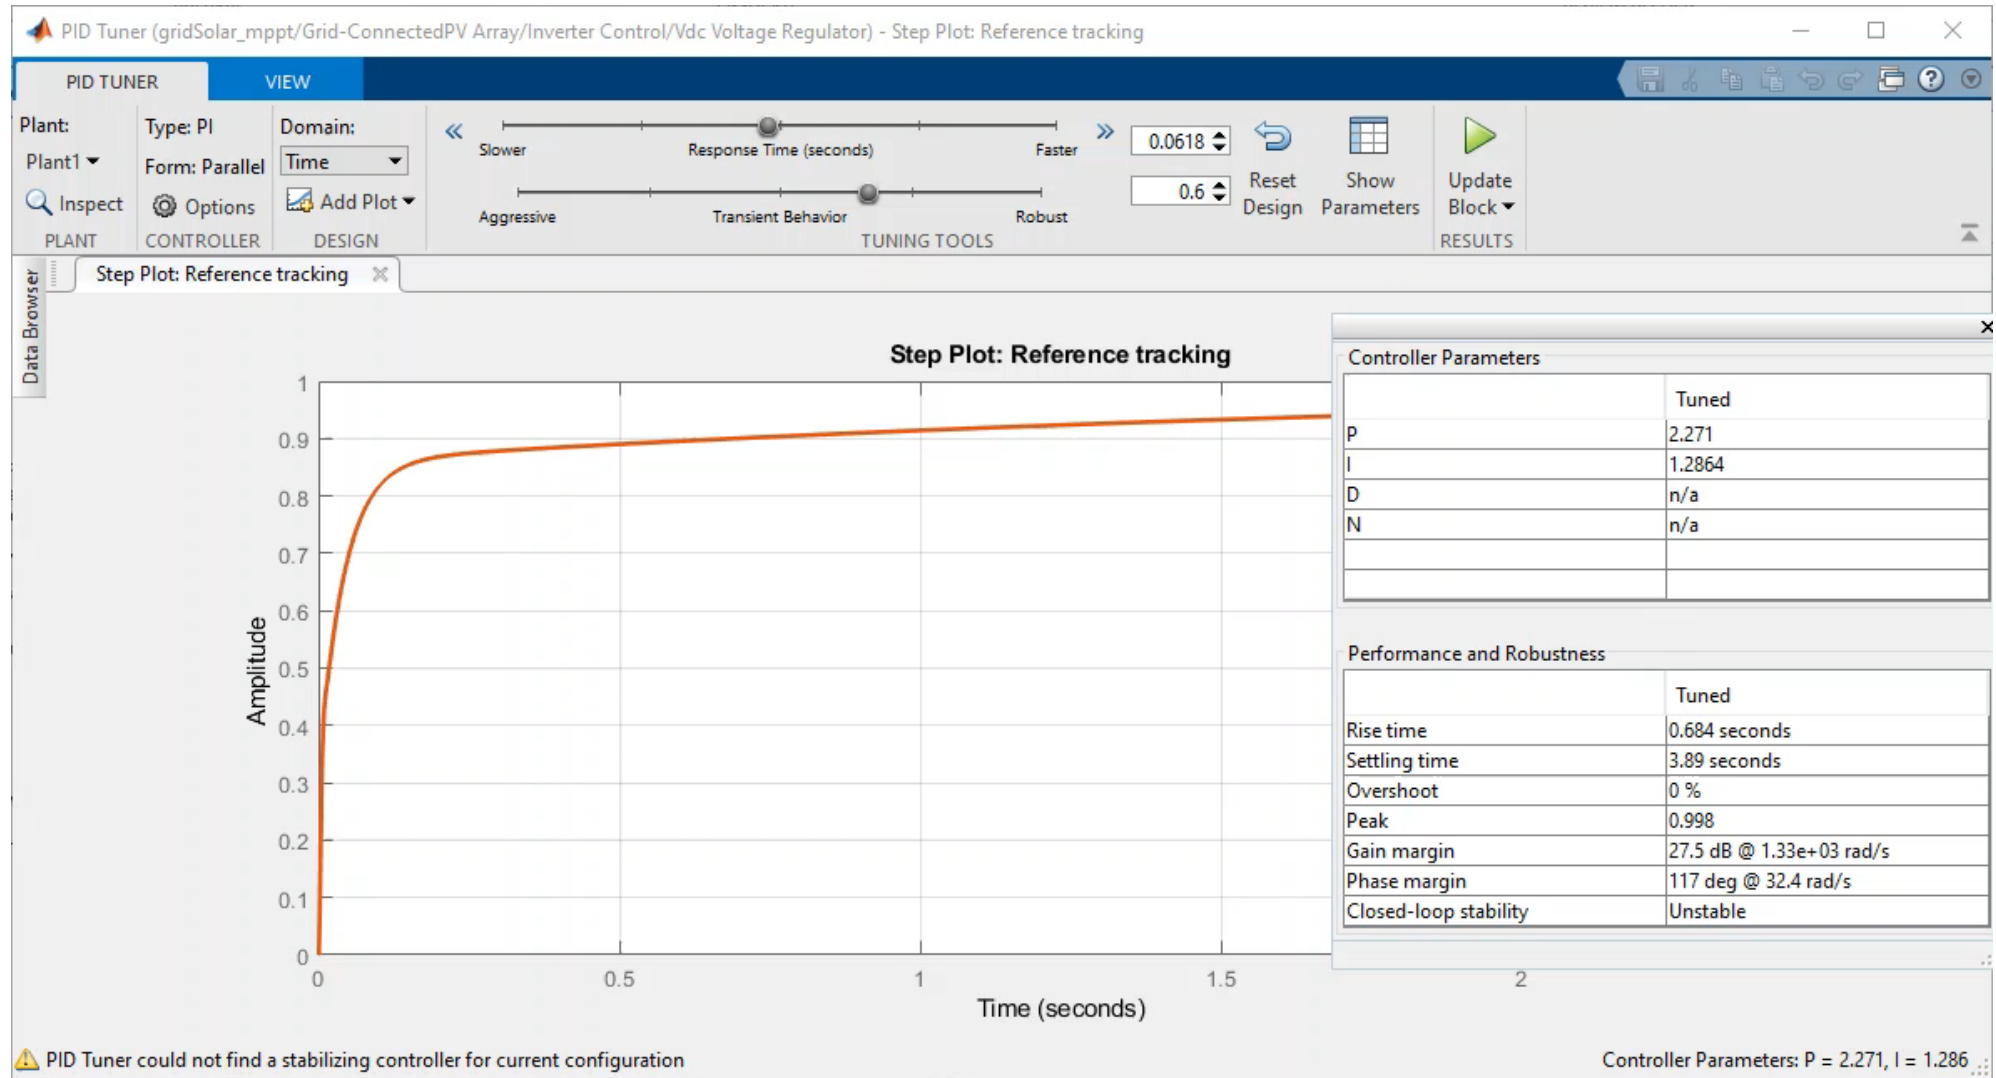 PID Tuner (gridSolar_mppt/Grid-ConnectedPV Array/Inverter Control/Vdc Voltage Regulator) - Step Plot: Reference tracking
PID TUNER VIEW
Plant:
Plant1
Inspect
PLANT
Type: PI
Form: Parallel
Options
CONTROLLER
Domain:
Time
Add Plot
DESIGN
Slower Response Time (seconds) Faster
0.0618
Aggressive Transient Behavior Robust
0.6
TUNING TOOLS
Reset
Design
Show
Parameters
Update
Block
RESULTS
Data Browser
Step Plot: Reference tracking
Step Plot: Reference tracking
Amplitude
1
0.9
0.8
0.7
0.6
0.5
0.4
0.3
0.2
0.1
0
0 0.5 1 1.5 2
Time (seconds)
Controller Parameters
Tuned
P 2.271
I 1.2864
D n/a
N n/a
Performance and Robustness
Tuned
Rise time 0.684 seconds
Settling time 3.89 seconds
Overshoot 0 %
Peak 0.998
Gain margin 27.5 dB @ 1.33e+03 rad/s
Phase margin 117 deg @ 32.4 rad/s
Closed-loop stability Unstable
PID Tuner could not find a stabilizing controller for current configuration
Controller Parameters: P = 2.271, I = 1.286